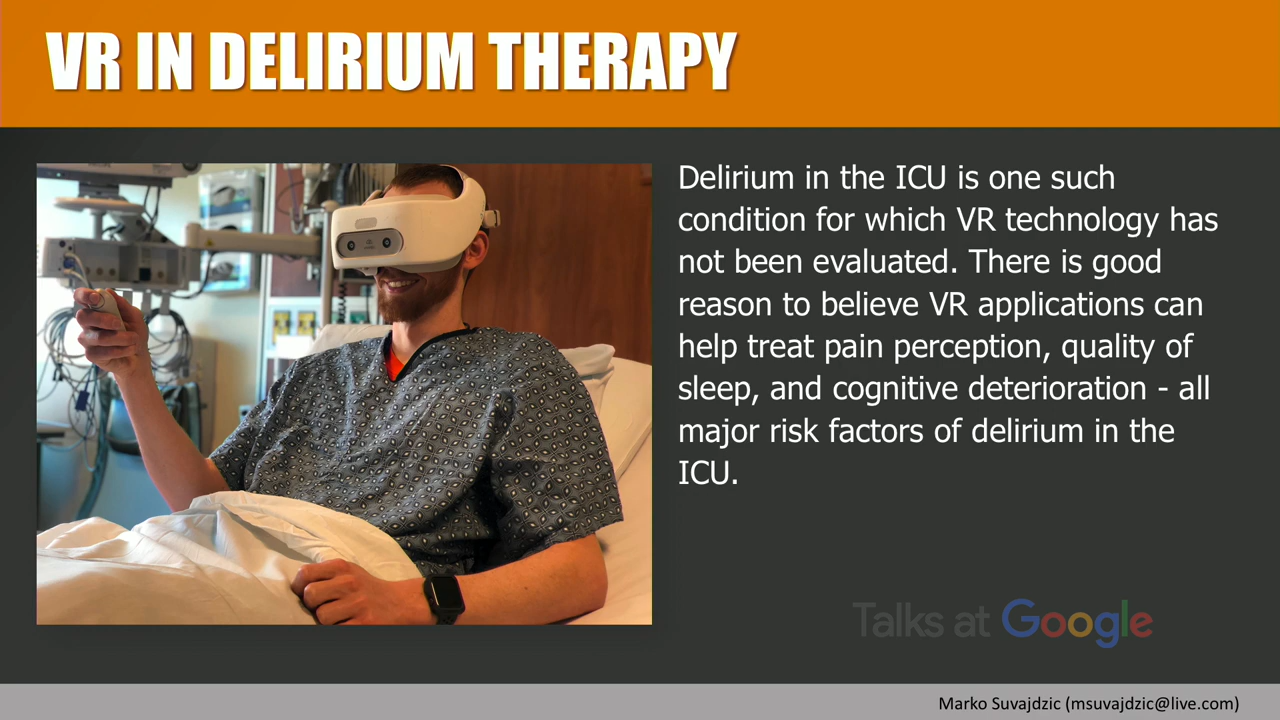 VR IN DELIRIUM THERAPY
Delirium in the ICU is one such
condition for which VR technology has
not been evaluated. There is good
reason to believe VR applications can
help treat pain perception, quality of
sleep, and cognitive deterioration - all
major risk factors of delirium in the
ICU.
Talks at Google
Marko Suvajdzic (msuvajdzic@live.com)